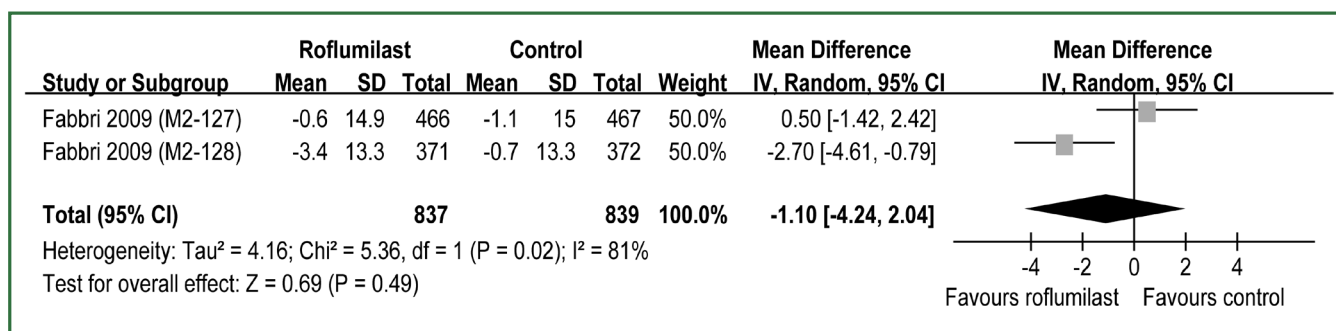 Roflumilast Control Mean Difference Mean Difference
Study or Subgroup Mean SD Total Mean SD Total Weight IV, Random, 95% CI IV, Random, 95% CI
Fabbri 2009 (M2-127) -0.6 14.9 466 -1.1 15 467 50.0% 0.50 [-1.42, 2.42]
Fabbri 2009 (M2-128) -3.4 13.3 371 -0.7 13.3 372 50.0% -2.70 [-4.61, -0.79]
Total (95% CI) 837 839 100.0% -1.10 [-4.24, 2.04]
Heterogeneity: Tau² = 4.16; Chi² = 5.36, df = 1 (P = 0.02); I² = 81%
Test for overall effect: Z = 0.69 (P = 0.49)
-4 -2 0 2 4
Favours roflumilast Favours control